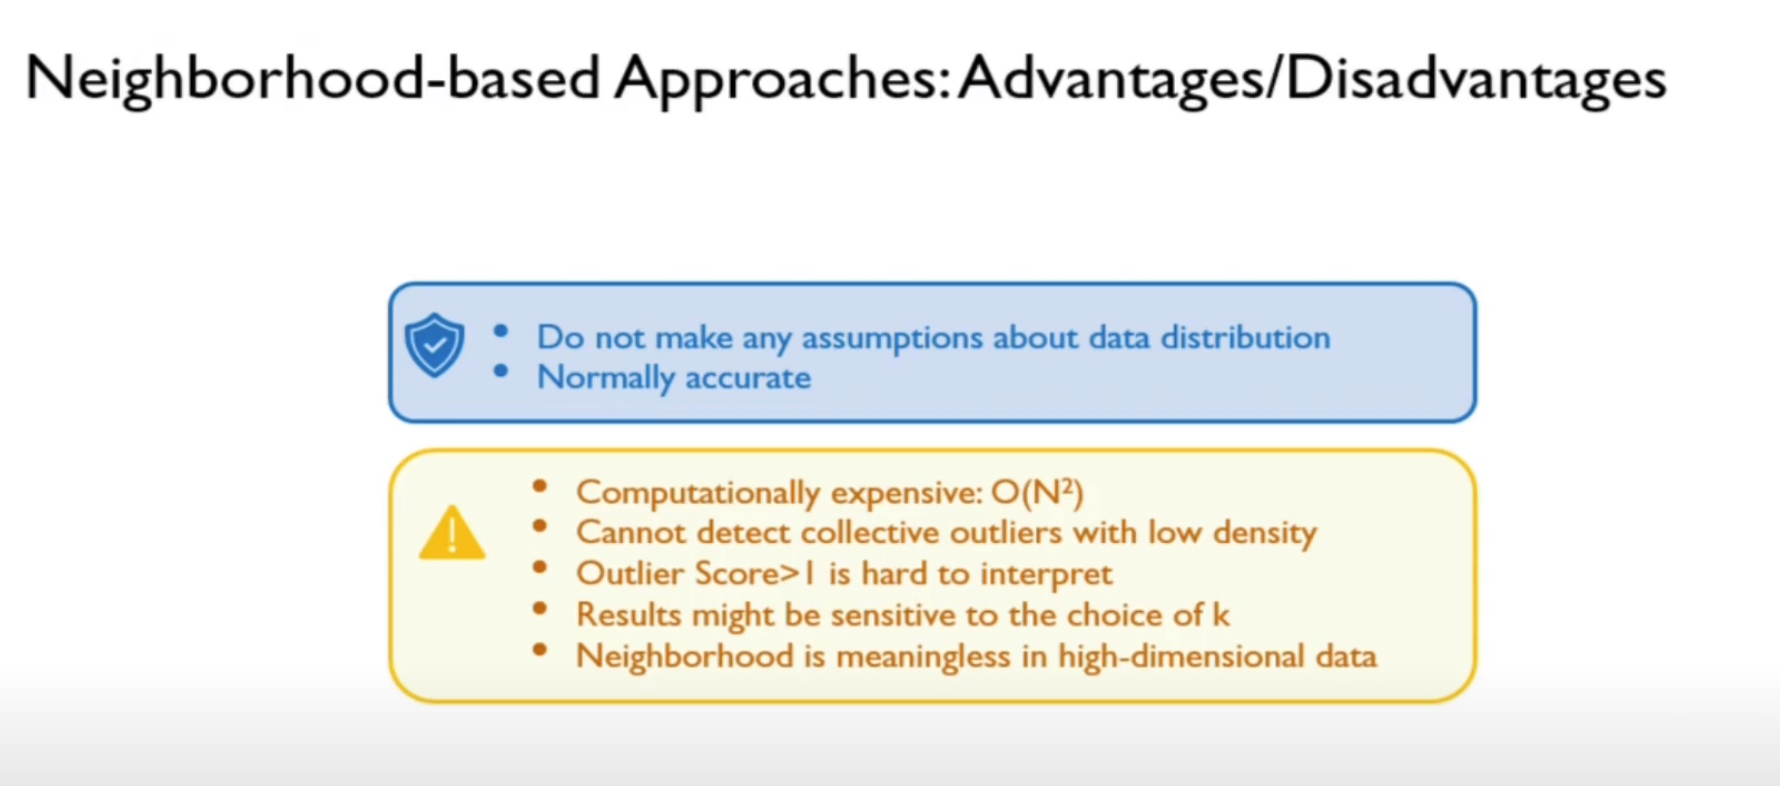 Neighborhood-based Approaches: Advantages/Disadvantages
• Do not make any assumptions about data distribution
• Normally accurate
• Computationally expensive: O(N²)
• Cannot detect collective outliers with low density
• Outlier Score>1 is hard to interpret
• Results might be sensitive to the choice of k
• Neighborhood is meaningless in high-dimensional data